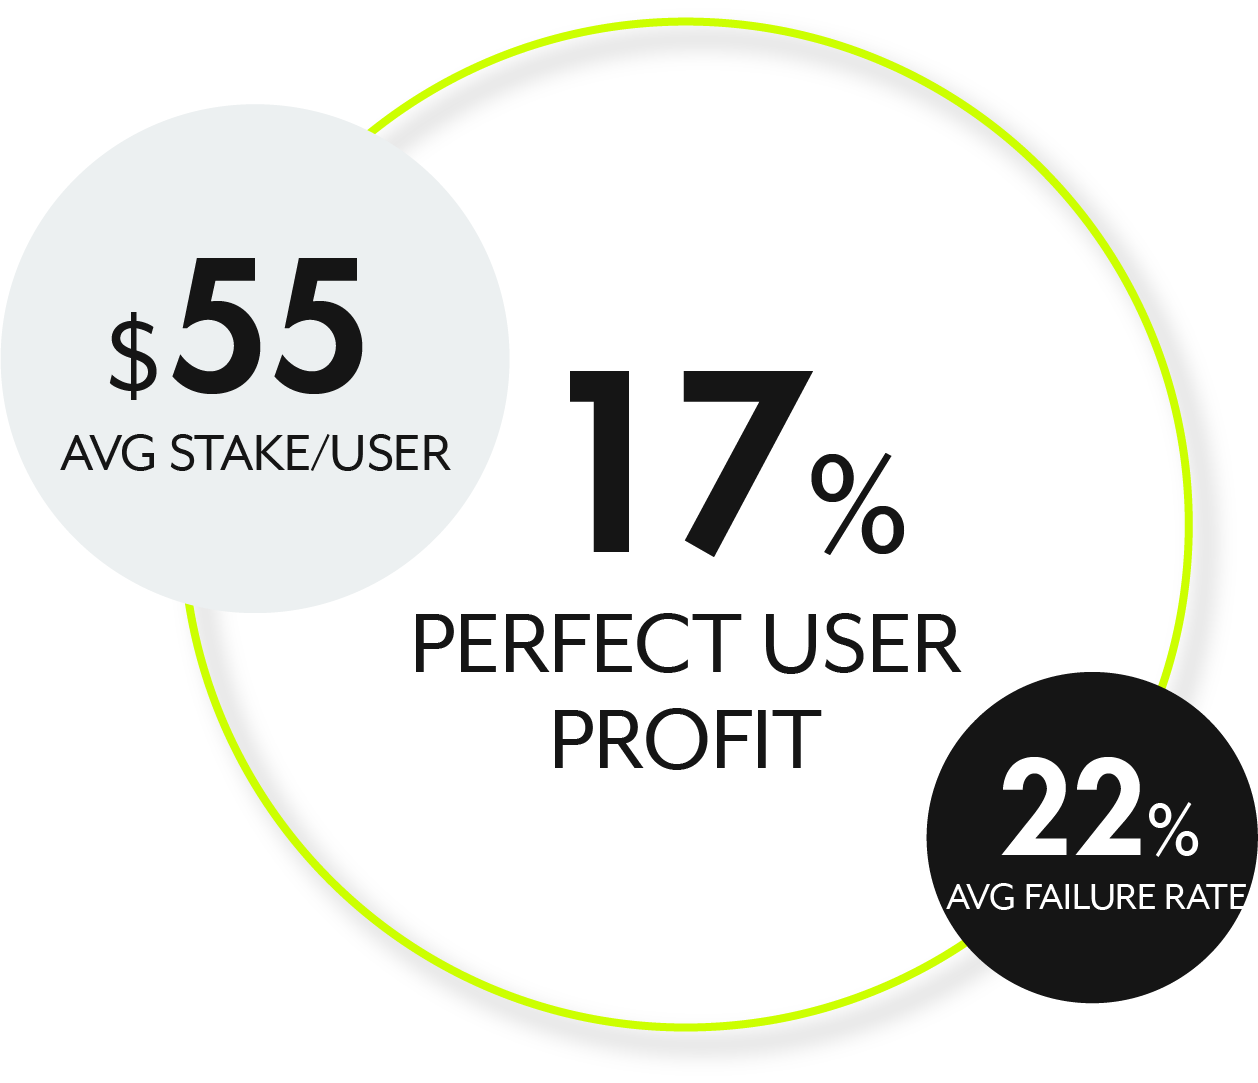 $55
AVG STAKE/USER
17%
PERFECT USER
PROFIT
22%
AVG FAILURE RATE